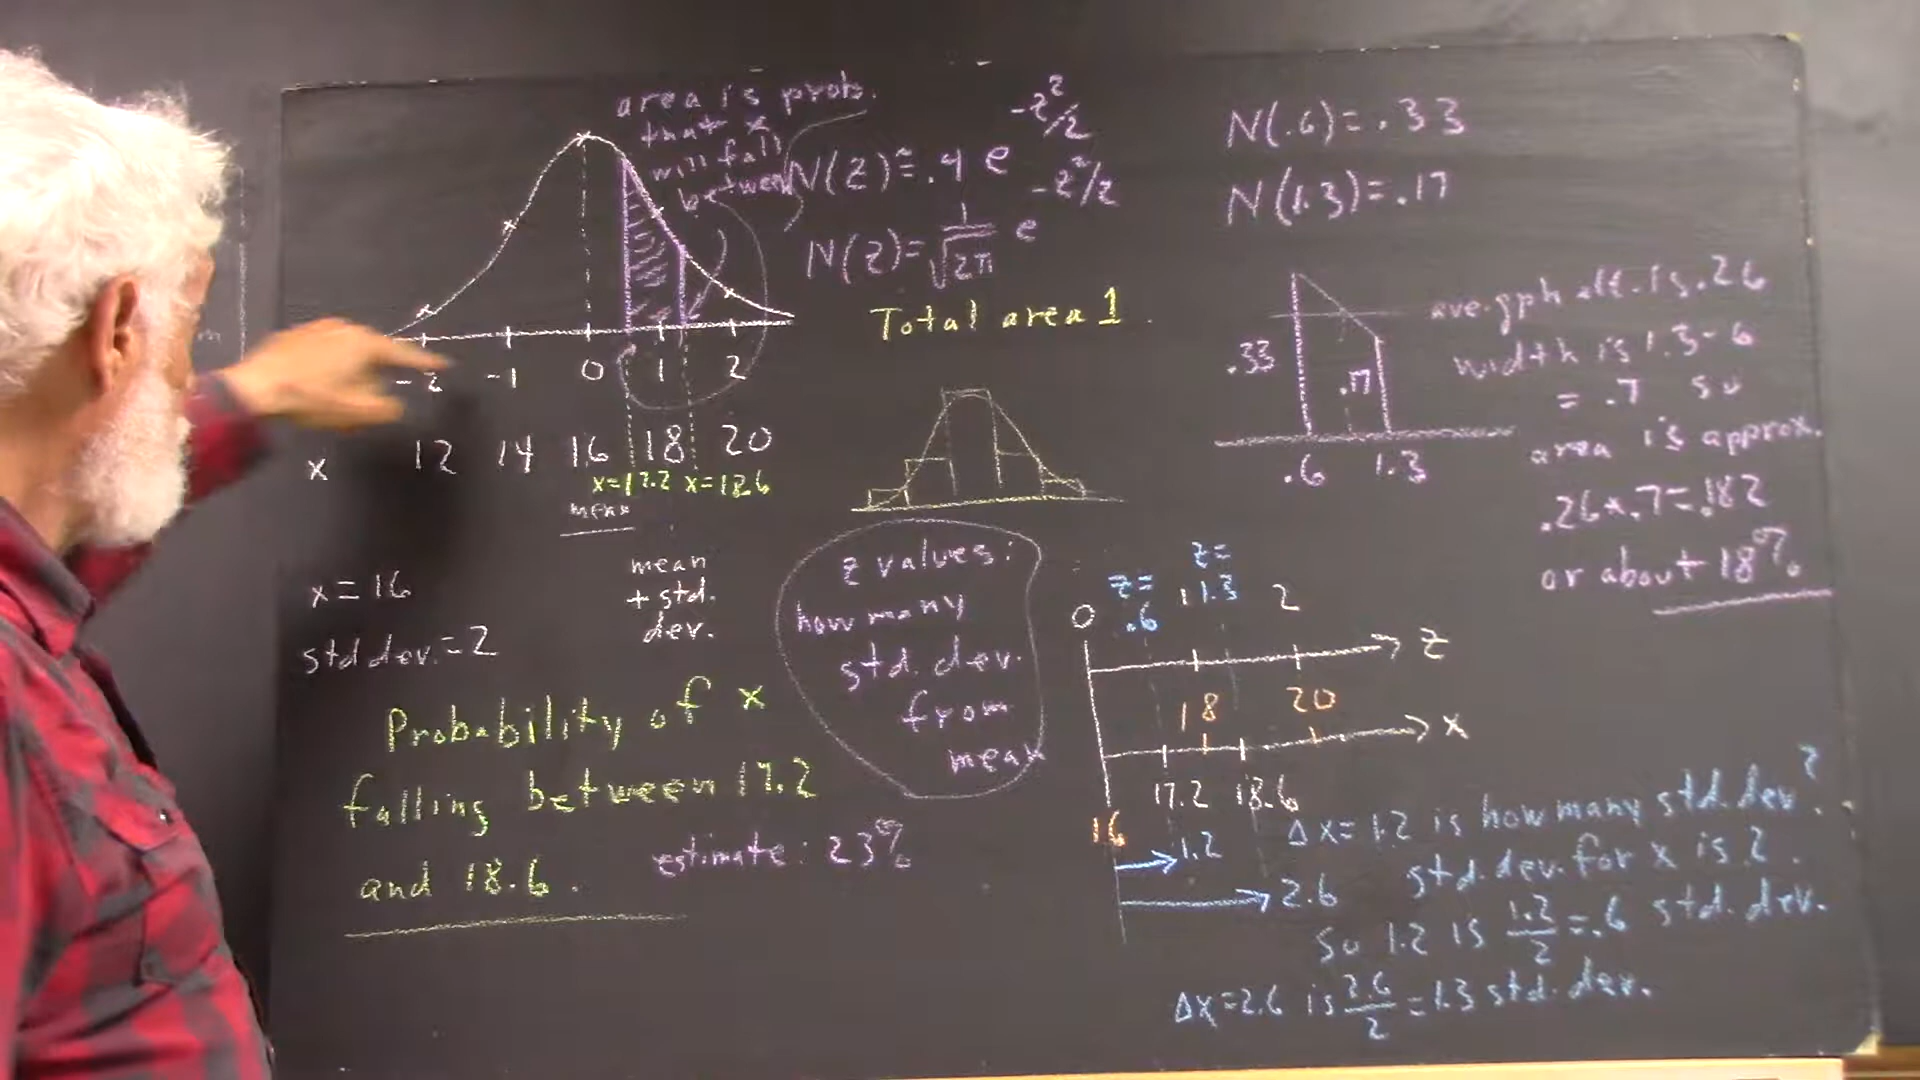 area is prob.
that x
will fall
between
N(z) ≈ .4 e^(-z²/2)
N(z) = 1/√(2π) e^(-z²/2)
Total area 1
-2 -1 0 1 2
x 12 14 16 18 20
x=17.2 x=18.6
mean
mean
+ std.
dev.
x = 16
std dev. = 2
Probability of x
falling between 17.2
and 18.6.
estimate: 23%
z values:
how many
std. dev.
from
mean
N(.6) = .33
N(1.3) = .17
.33
.17
.6 1.3
ave. gph alt. is .26
width is 1.3-.6
= .7 so
area is approx.
.26 x .7 = .182
or about 18%
0 z= .6 1 z= 1.3 2
z
18 20
x
17.2 18.6
16
1.2
2.6
Δx = 1.2 is how many std. dev?
std. dev. for x is 2.
So 1.2 is 1.2/2 = .6 std. dev.
Δx = 2.6 is 2.6/2 = 1.3 std. dev.